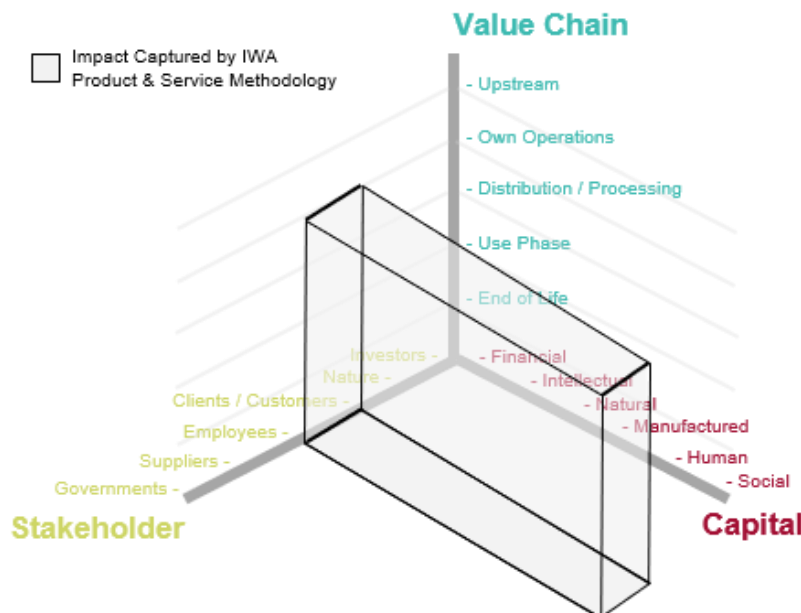 Value Chain
Impact Captured by IWA
Product & Service Methodology
- Upstream
- Own Operations
- Distribution / Processing
- Use Phase
- End of Life
Investors -
Nature -
Clients / Customers -
Employees -
Suppliers -
Governments -
Stakeholder
- Financial
- Intellectual
- Natural
- Manufactured
- Human
- Social
Capital